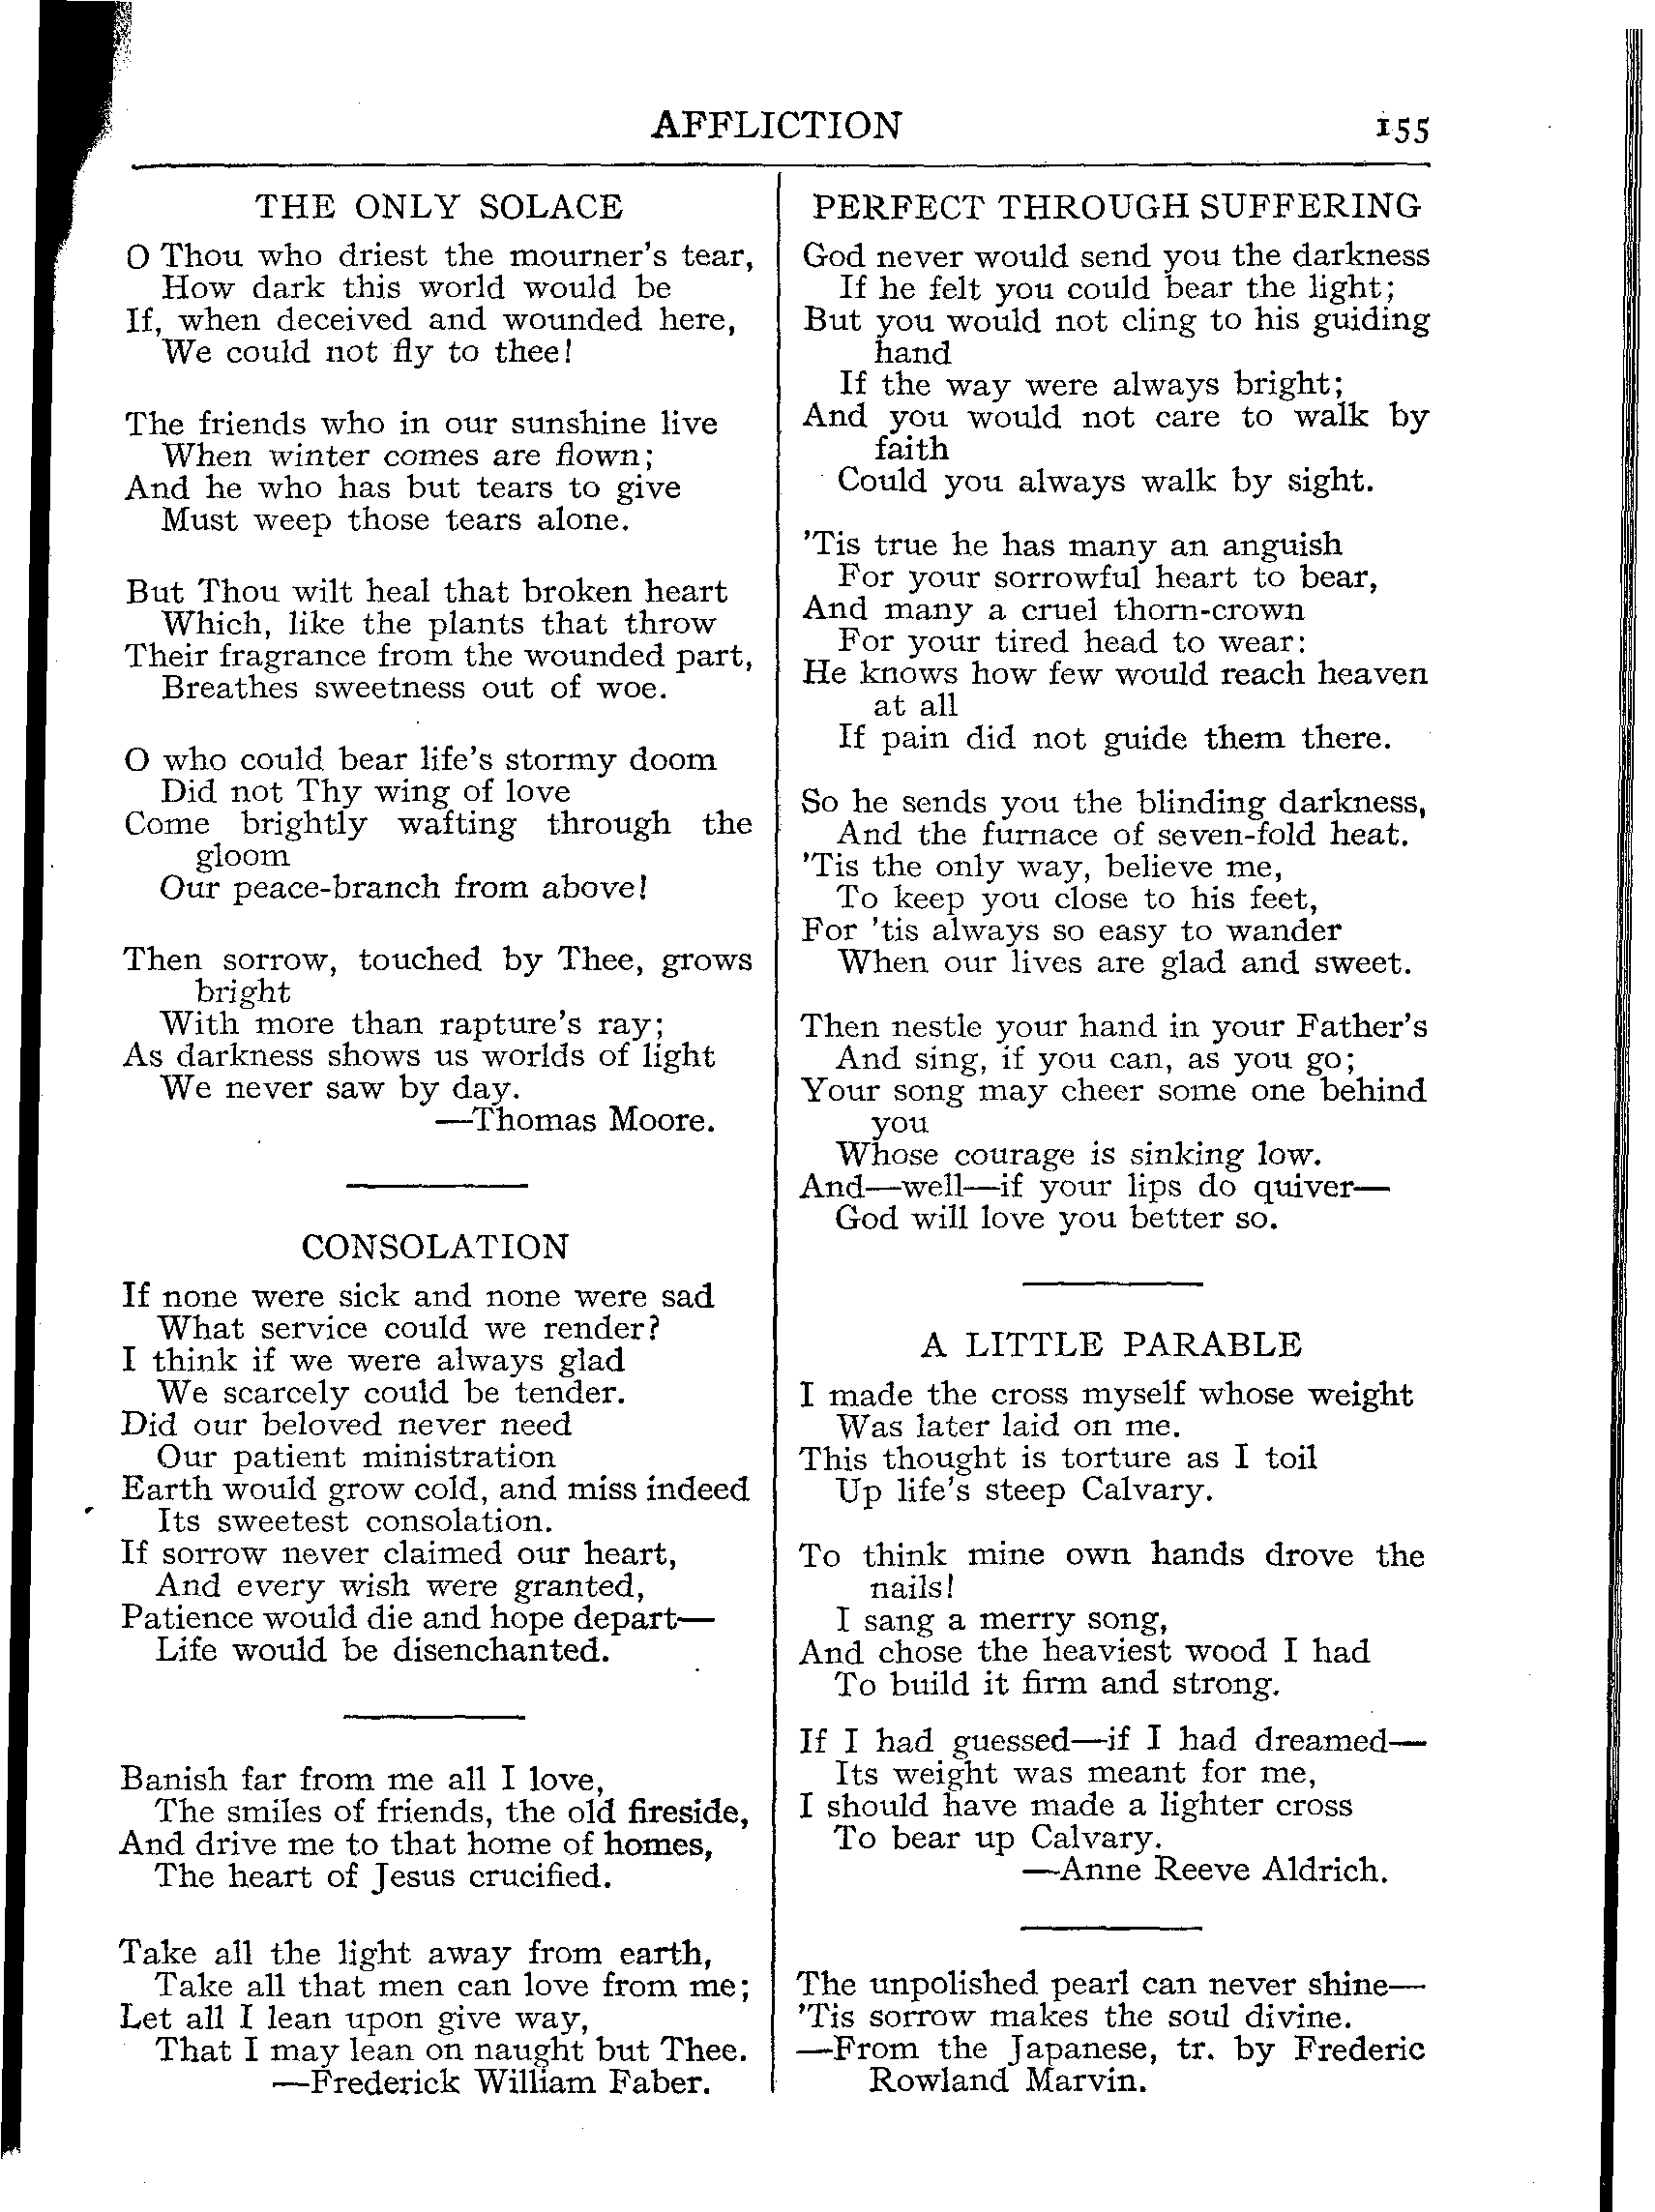 AFFLICTION 155
THE ONLY SOLACE
O Thou who driest the mourner's tear,
How dark this world would be
If, when deceived and wounded here,
We could not fly to thee!
The friends who in our sunshine live
When winter comes are flown;
And he who has but tears to give
Must weep those tears alone.
But Thou wilt heal that broken heart
Which, like the plants that throw
Their fragrance from the wounded part,
Breathes sweetness out of woe.
O who could bear life's stormy doom
Did not Thy wing of love
Come brightly wafting through the
gloom
Our peace-branch from above!
Then sorrow, touched by Thee, grows
bright
With more than rapture's ray;
As darkness shows us worlds of light
We never saw by day.
—Thomas Moore.
CONSOLATION
If none were sick and none were sad
What service could we render?
I think if we were always glad
We scarcely could be tender.
Did our beloved never need
Our patient ministration
Earth would grow cold, and miss indeed
Its sweetest consolation.
If sorrow never claimed our heart,
And every wish were granted,
Patience would die and hope depart—
Life would be disenchanted.
Banish far from me all I love,
The smiles of friends, the old fireside,
And drive me to that home of homes,
The heart of Jesus crucified.
Take all the light away from earth,
Take all that men can love from me;
Let all I lean upon give way,
That I may lean on naught but Thee.
—Frederick William Faber.
PERFECT THROUGH SUFFERING
God never would send you the darkness
If he felt you could bear the light;
But you would not cling to his guiding
hand
If the way were always bright;
And you would not care to walk by
faith
Could you always walk by sight.
'Tis true he has many an anguish
For your sorrowful heart to bear,
And many a cruel thorn-crown
For your tired head to wear:
He knows how few would reach heaven
at all
If pain did not guide them there.
So he sends you the blinding darkness,
And the furnace of seven-fold heat.
'Tis the only way, believe me,
To keep you close to his feet,
For 'tis always so easy to wander
When our lives are glad and sweet.
Then nestle your hand in your Father's
And sing, if you can, as you go;
Your song may cheer some one behind
you
Whose courage is sinking low.
And—well—if your lips do quiver—
God will love you better so.
A LITTLE PARABLE
I made the cross myself whose weight
Was later laid on me.
This thought is torture as I toil
Up life's steep Calvary.
To think mine own hands drove the
nails!
I sang a merry song,
And chose the heaviest wood I had
To build it firm and strong.
If I had guessed—if I had dreamed—
Its weight was meant for me,
I should have made a lighter cross
To bear up Calvary.
—Anne Reeve Aldrich.
The unpolished pearl can never shine—
'Tis sorrow makes the soul divine.
—From the Japanese, tr. by Frederic
Rowland Marvin.